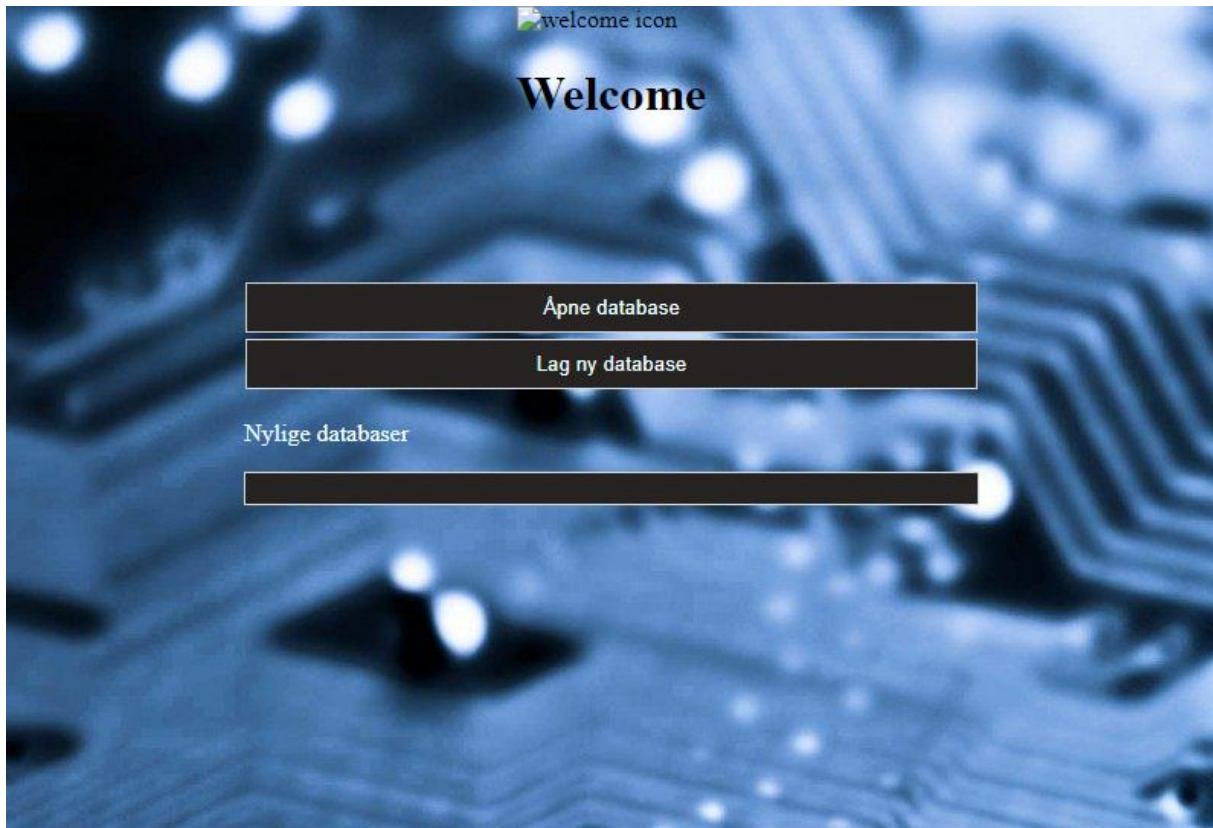 welcome icon
Welcome
Åpne database
Lag ny database
Nylige databaser